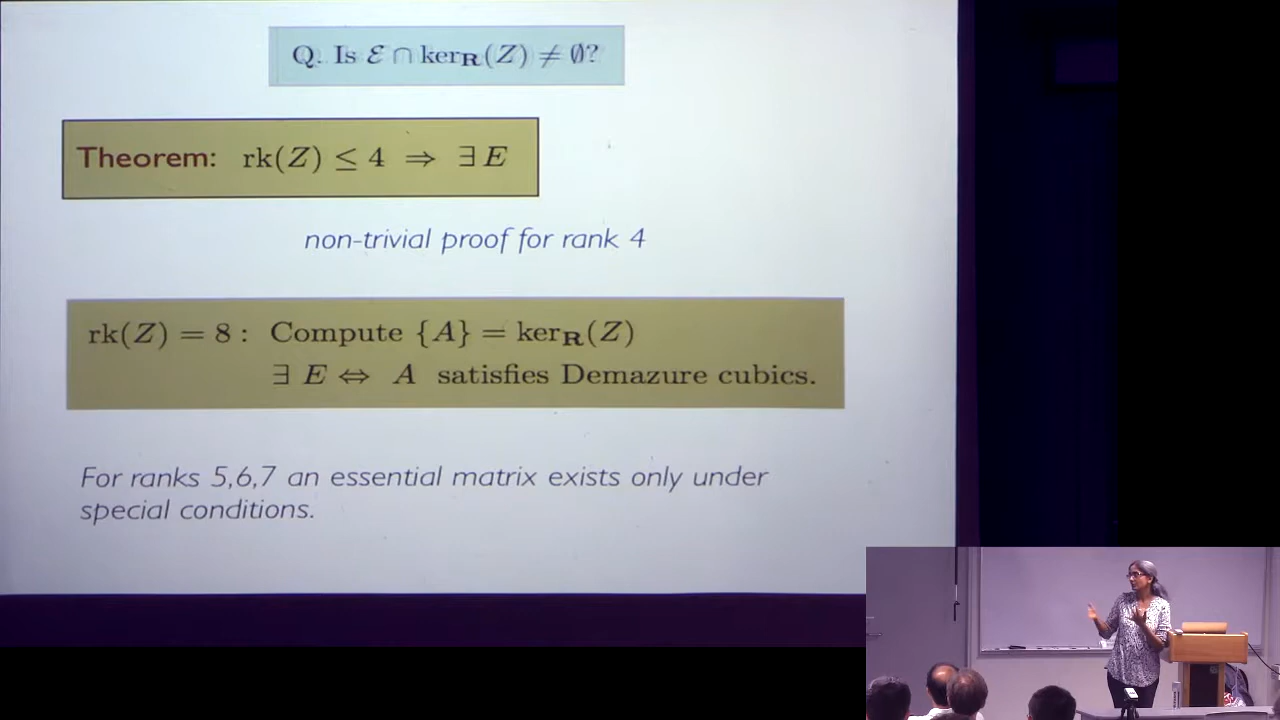 Q. Is ℰ ∩ ker_𝐑(Z) ≠ ∅?
Theorem: rk(Z) ≤ 4 ⇒ ∃ E
non-trivial proof for rank 4
rk(Z) = 8 : Compute {A} = ker_𝐑(Z)
∃ E ⇔ A satisfies Demazure cubics.
For ranks 5,6,7 an essential matrix exists only under
special conditions.